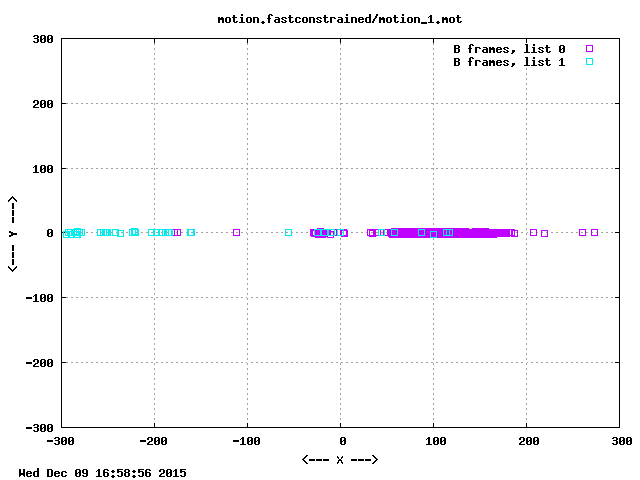 motion.fastconstrained/motion_1.mot
B frames, list 0
B frames, list 1
300
200
100
0
-100
-200
-300
<--- Y --->
-300 -200 -100 0 100 200 300
<--- X --->
Wed Dec 09 16:58:56 2015